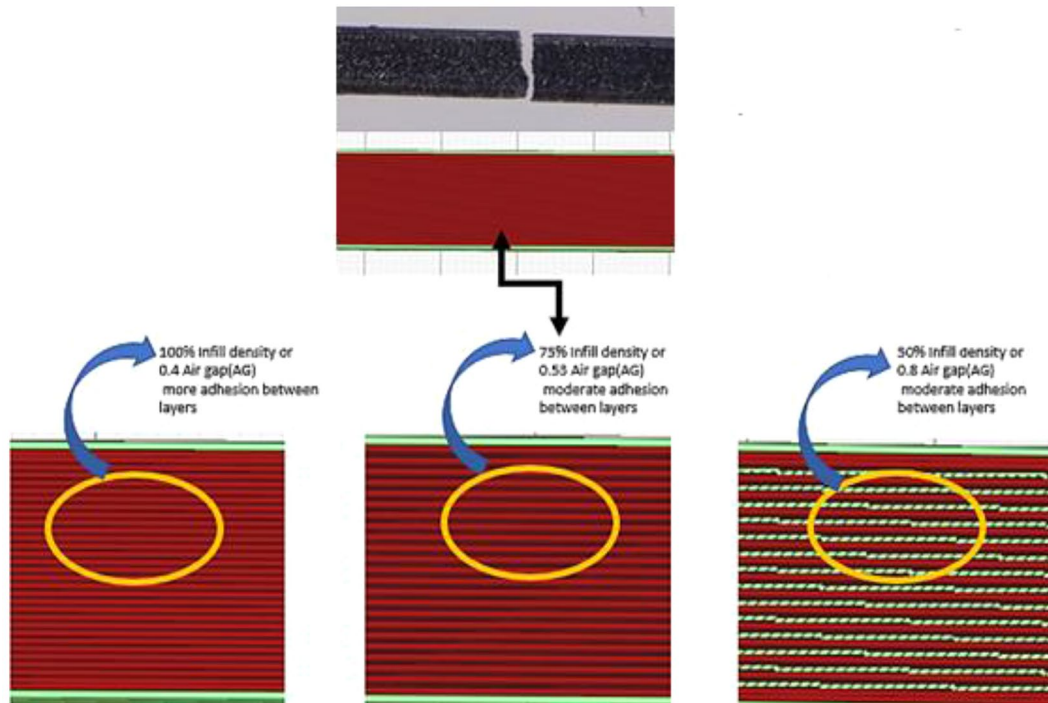 100% Infill density or
0.4 Air gap(AG)
more adhesion between
layers
75% Infill density or
0.53 Air gap(AG)
moderate adhesion
between layers
50% Infill density or
0.8 Air gap(AG)
moderate adhesion
between layers